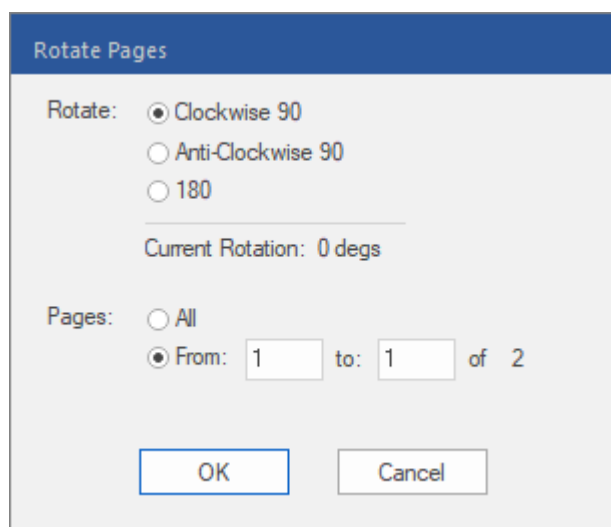 Rotate Pages
Rotate: Clockwise 90
Anti-Clockwise 90
180
Current Rotation: 0 degs
Pages: All
From: 1 to: 1 of 2
OK Cancel